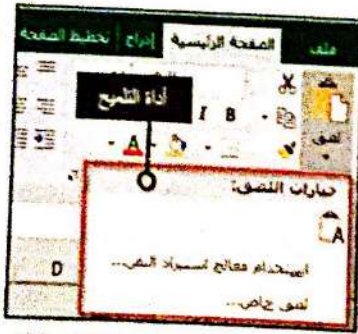 ملف الصفحة الرئيسية إدراج تخطيط الصفحة
أداة التلميح
I B
لصق
A
خيارات اللصق:
A
استخدام معالج استيراد النص...
لصق خاص...
D